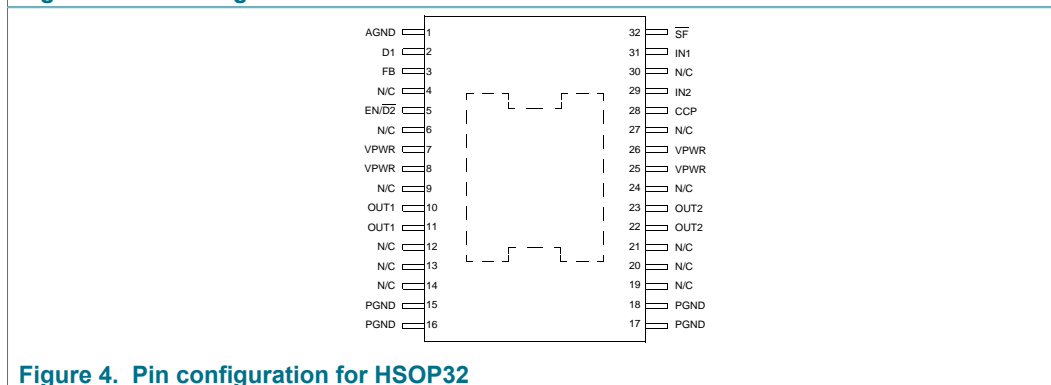 AGND 1
D1 2
FB 3
N/C 4
EN/D2 5
N/C 6
VPWR 7
VPWR 8
N/C 9
OUT1 10
OUT1 11
N/C 12
N/C 13
N/C 14
PGND 15
PGND 16
32 SF
31 IN1
30 N/C
29 IN2
28 CCP
27 N/C
26 VPWR
25 VPWR
24 N/C
23 OUT2
22 OUT2
21 N/C
20 N/C
19 N/C
18 PGND
17 PGND
Figure 4. Pin configuration for HSOP32